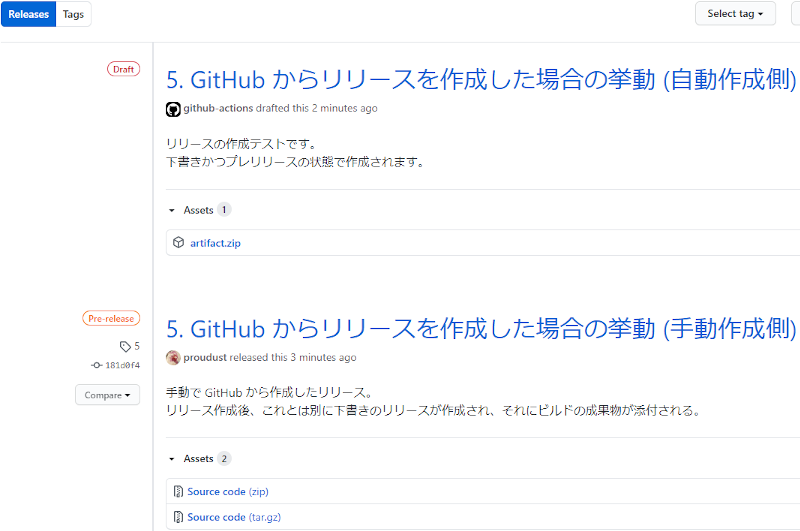 Releases Tags Select tag
Draft
5. GitHub からリリースを作成した場合の挙動 (自動作成側)
github-actions drafted this 2 minutes ago
リリースの作成テストです。
下書きかつプレリリースの状態で作成されます。
Assets 1
artifact.zip
Pre-release
5. GitHub からリリースを作成した場合の挙動 (手動作成側)
5
proudust released this 3 minutes ago
181d0f4
Compare
手動で GitHub から作成したリリース。
リリース作成後、これとは別に下書きのリリースが作成され、それにビルドの成果物が添付される。
Assets 2
Source code (zip)
Source code (tar.gz)